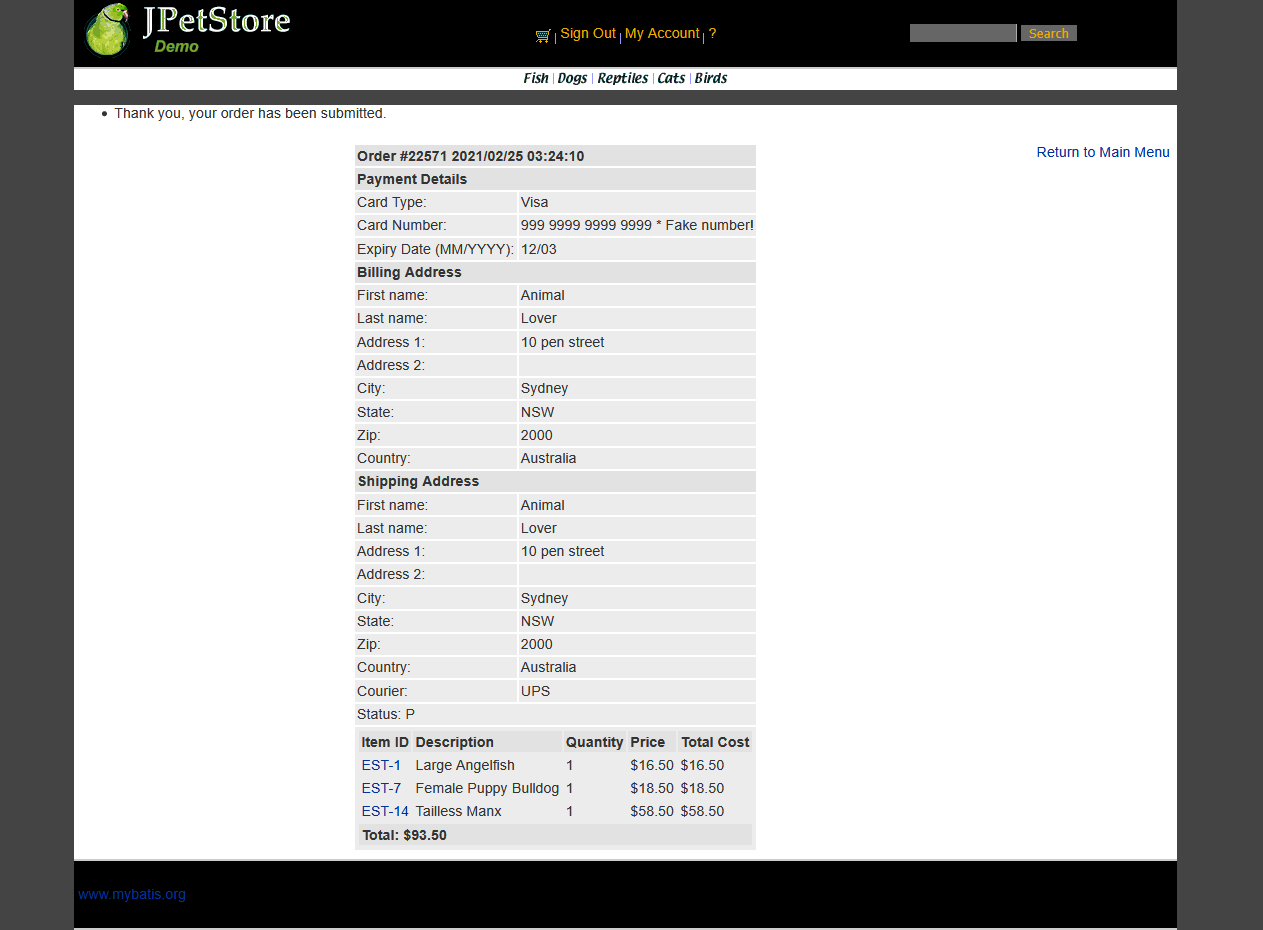 JPetStore
Demo
Sign Out | My Account | ?
Search
Fish | Dogs | Reptiles | Cats | Birds
• Thank you, your order has been submitted.
Return to Main Menu
Order #22571 2021/02/25 03:24:10
Payment Details
Card Type: Visa
Card Number: 999 9999 9999 9999 * Fake number!
Expiry Date (MM/YYYY): 12/03
Billing Address
First name: Animal
Last name: Lover
Address 1: 10 pen street
Address 2:
City: Sydney
State: NSW
Zip: 2000
Country: Australia
Shipping Address
First name: Animal
Last name: Lover
Address 1: 10 pen street
Address 2:
City: Sydney
State: NSW
Zip: 2000
Country: Australia
Courier: UPS
Status: P
Item ID Description Quantity Price Total Cost
EST-1 Large Angelfish 1 $16.50 $16.50
EST-7 Female Puppy Bulldog 1 $18.50 $18.50
EST-14 Tailless Manx 1 $58.50 $58.50
Total: $93.50
www.mybatis.org